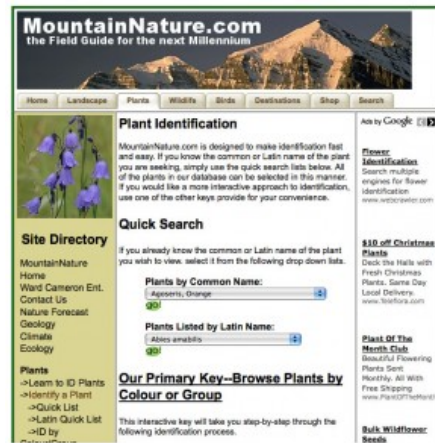 MountainNature.com
the Field Guide for the next Millennium
Home
Landscape
Plants
Wildlife
Birds
Destinations
Shop
Search
Site Directory
MountainNature
Home
Ward Cameron Ent.
Contact Us
Nature Forecast
Geology
Climate
Ecology
Plants
->Learn to ID Plants
->Identify a Plant
->Quick List
->Latin Quick List
->ID by
Plant Identification
MountainNature.com is designed to make identification fast
and easy. If you know the common or Latin name of the plant
you are seeking, simply use the quick search lists below. All
of the plants in our database can be selected in this manner.
If you would like a more interactive approach to identification,
use one of the other keys provide for your convenience.
Quick Search
If you already know the common or Latin name of the plant
you wish to view, select it from the following drop down lists.
Plants by Common Name:
Agoseris, Orange
go!
Plants Listed by Latin Name:
Abies amabilis
go!
Our Primary Key--Browse Plants by
Colour or Group
This interactive key will take you step-by-step through the
following identification process.
Ads by Google
Flower
Identification
Search multiple
engines for flower
identification
www.webcrawler.com
$10 off Christmas
Plants
Deck the Halls with
Fresh Christmas
Plants. Same Day
Local Delivery.
www.Teleflora.com
Plant Of The
Month Club
Beautiful Flowering
Plants Sent
Monthly. All With
Free Shipping
www.PlantOfTheMont
Bulk Wildflower
Seeds